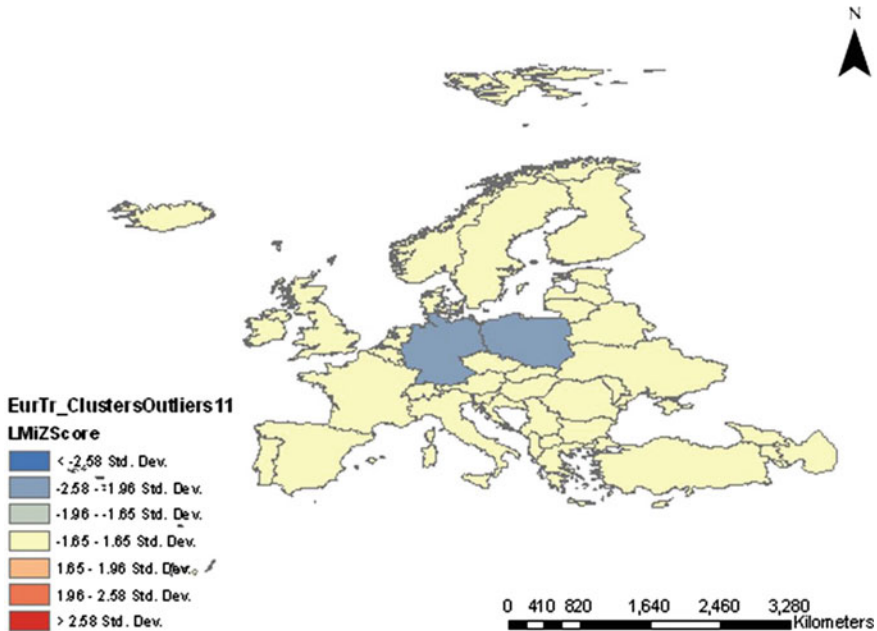 N
EurTr_ClustersOutliers11
LMiZScore
< -2.58 Std. Dev.
-2.58 - -1.96 Std. Dev.
-1.96 - -1.65 Std. Dev.
-1.65 - 1.65 Std. Dev.
1.65 - 1.96 Std. Dev.
1.96 - 2.58 Std. Dev.
> 2.58 Std. Dev.
0 410 820 1,640 2,460 3,280
Kilometers